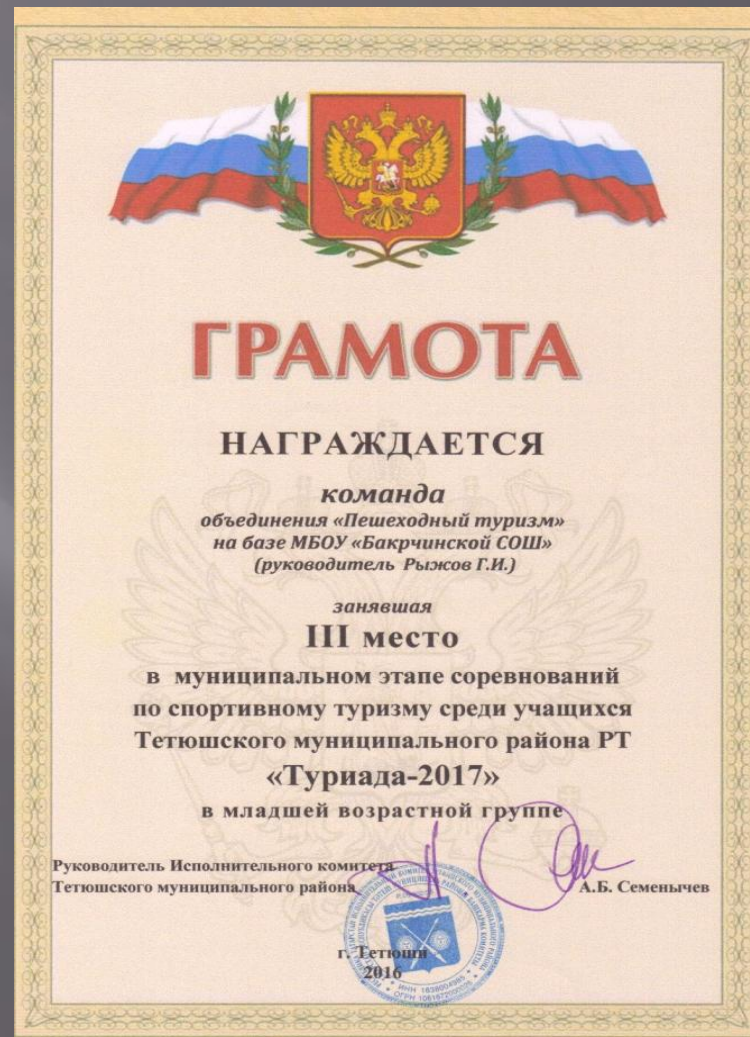 ГРАМОТА
НАГРАЖДАЕТСЯ
команда
объединения «Пешеходный туризм»
на базе МБОУ «Бакрчинской СОШ»
(руководитель Рыжов Г.И.)
занявшая
III место
в муниципальном этапе соревнований
по спортивному туризму среди учащихся
Тетюшского муниципального района РТ
«Туриада-2017»
в младшей возрастной группе
Руководитель Исполнительного комитета
Тетюшского муниципального района
А.Б. Семенычев
г. Тетюши
2016